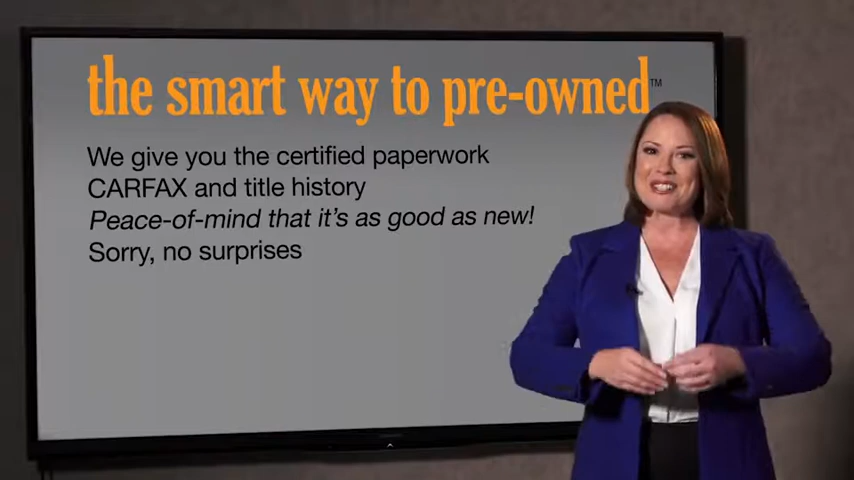 the smart way to pre-owned™
We give you the certified paperwork
CARFAX and title history
Peace-of-mind that it's as good as new!
Sorry, no surprises